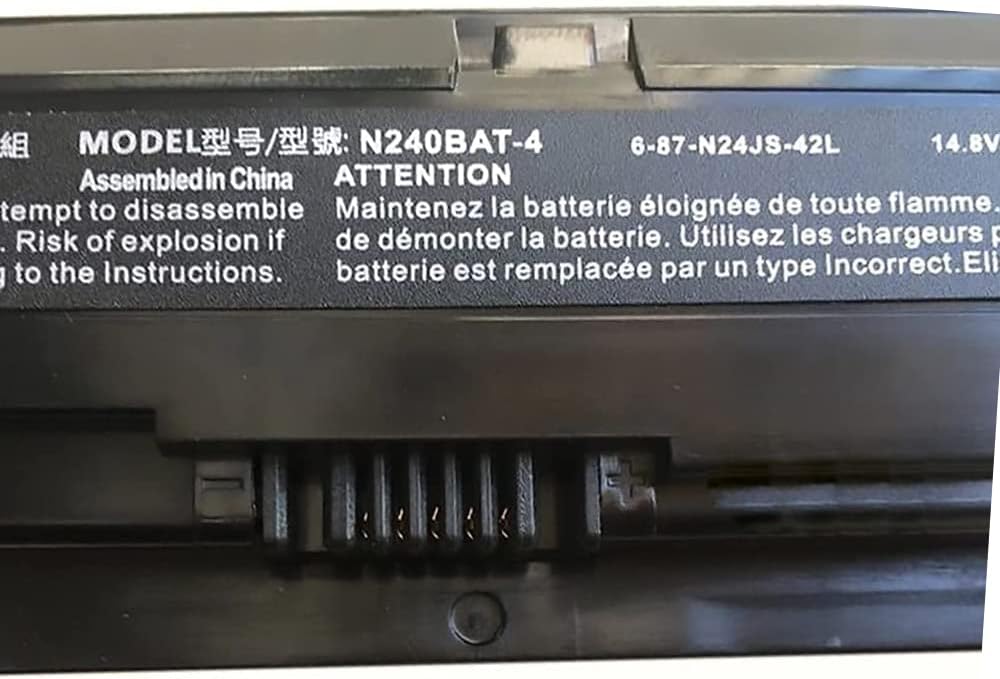 組 MODEL型号/型號: N240BAT-4 6-87-N24JS-42L 14.8V
Assembled in China ATTENTION
tempt to disassemble Maintenez la batterie éloignée de toute flamme.
. Risk of explosion if de démonter la batterie. Utilisez les chargeurs
to the Instructions. batterie est remplacée par un type Incorrect.Eli
- +